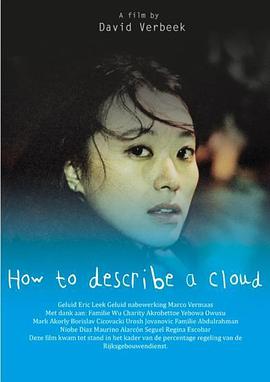 A film by
David Verbeek
How to describe a cloud
Geluid Eric Leek Geluid nabewerking Marco Vermaas
Met dank aan: Familie Wu Charity Akrobettoe Yebowa Owusu
Mark Akorly Borislav Cicovacki Urosh Jovanovic Familie Abdulrahman
Niobe Diaz Maurino Alarcón Seguel Regina Escobar
Deze film kwam tot stand in het kader van de percentage regeling van de
Rijksgebouwendienst.